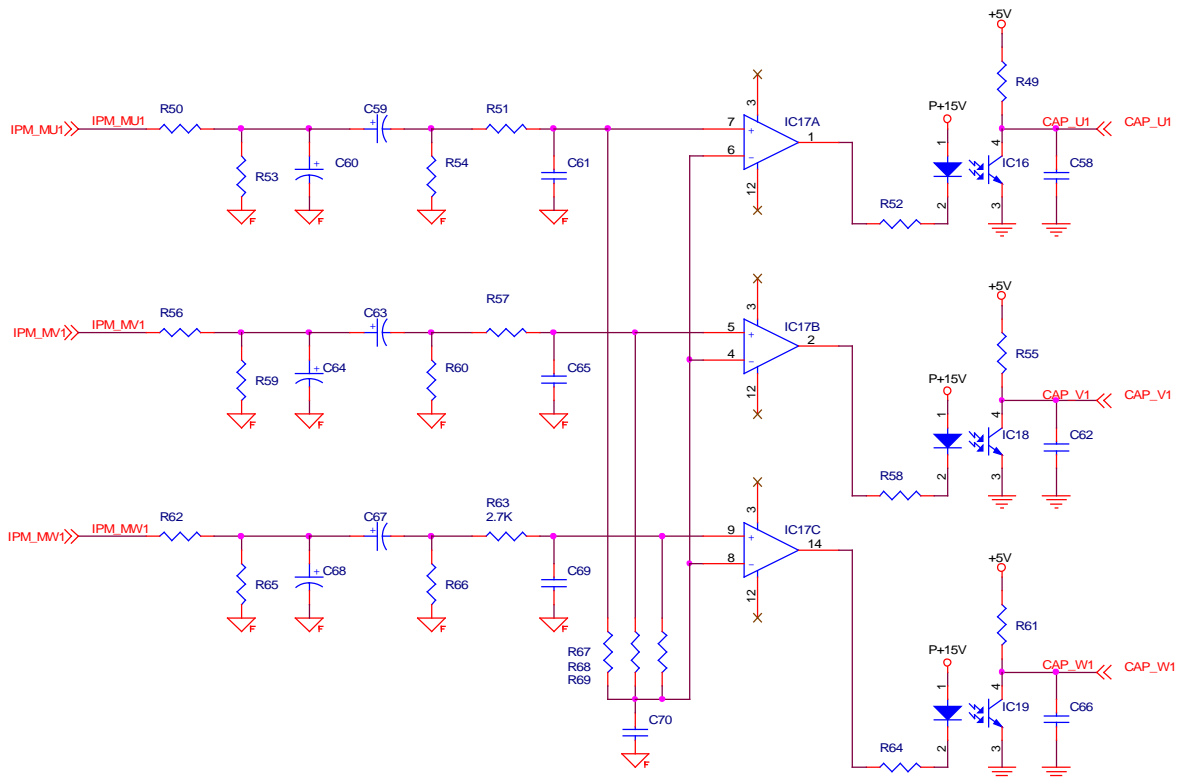 +5V
R49
P+15V
CAP_U1 CAP_U1
1
4
IC16
C58
2
3
IPM_MU1 IPM_MU1
R50
C59
R51
R53
C60
R54
C61
F
F
F
F
3
IC17A
7 +
6 −
1
12
R52
+5V
R55
P+15V
CAP_V1 CAP_V1
1
4
IC18
C62
2
3
IPM_MV1 IPM_MV1
R56
C63
R57
R59
C64
R60
C65
F
F
F
F
3
IC17B
5 +
4 −
2
12
R58
+5V
R61
P+15V
CAP_W1 CAP_W1
1
4
IC19
C66
2
3
IPM_MW1 IPM_MW1
R62
C67
R63
2.7K
R65
C68
R66
C69
F
F
F
F
3
IC17C
9 +
8 −
14
12
R64
R67
R68
R69
C70
F